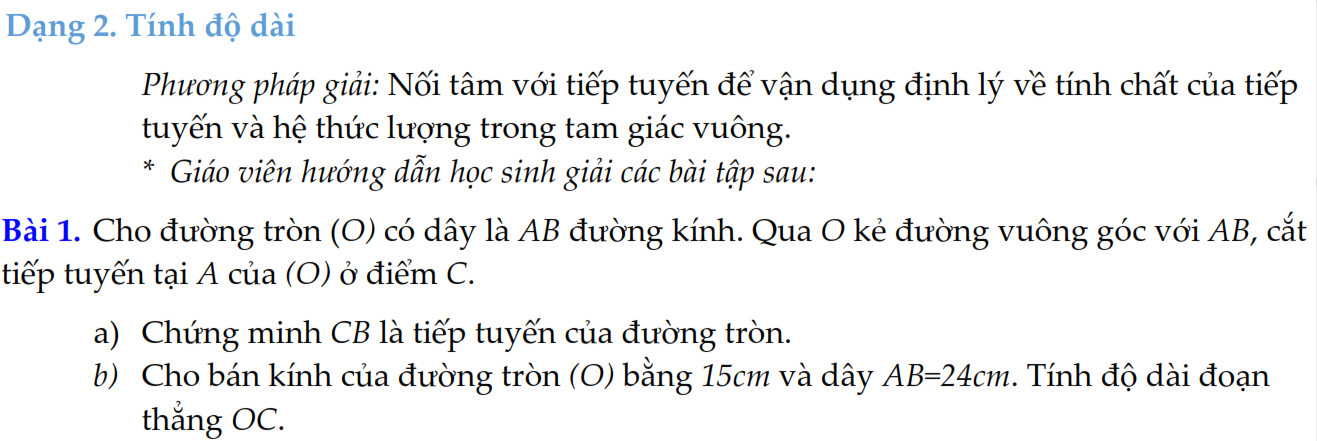 Dạng 2. Tính độ dài
Phương pháp giải: Nối tâm với tiếp tuyến để vận dụng định lý về tính chất của tiếp
tuyến và hệ thức lượng trong tam giác vuông.
* Giáo viên hướng dẫn học sinh giải các bài tập sau:
Bài 1. Cho đường tròn (O) có dây là AB đường kính. Qua O kẻ đường vuông góc với AB, cắt
tiếp tuyến tại A của (O) ở điểm C.
a) Chứng minh CB là tiếp tuyến của đường tròn.
b) Cho bán kính của đường tròn (O) bằng 15cm và dây AB=24cm. Tính độ dài đoạn
thẳng OC.